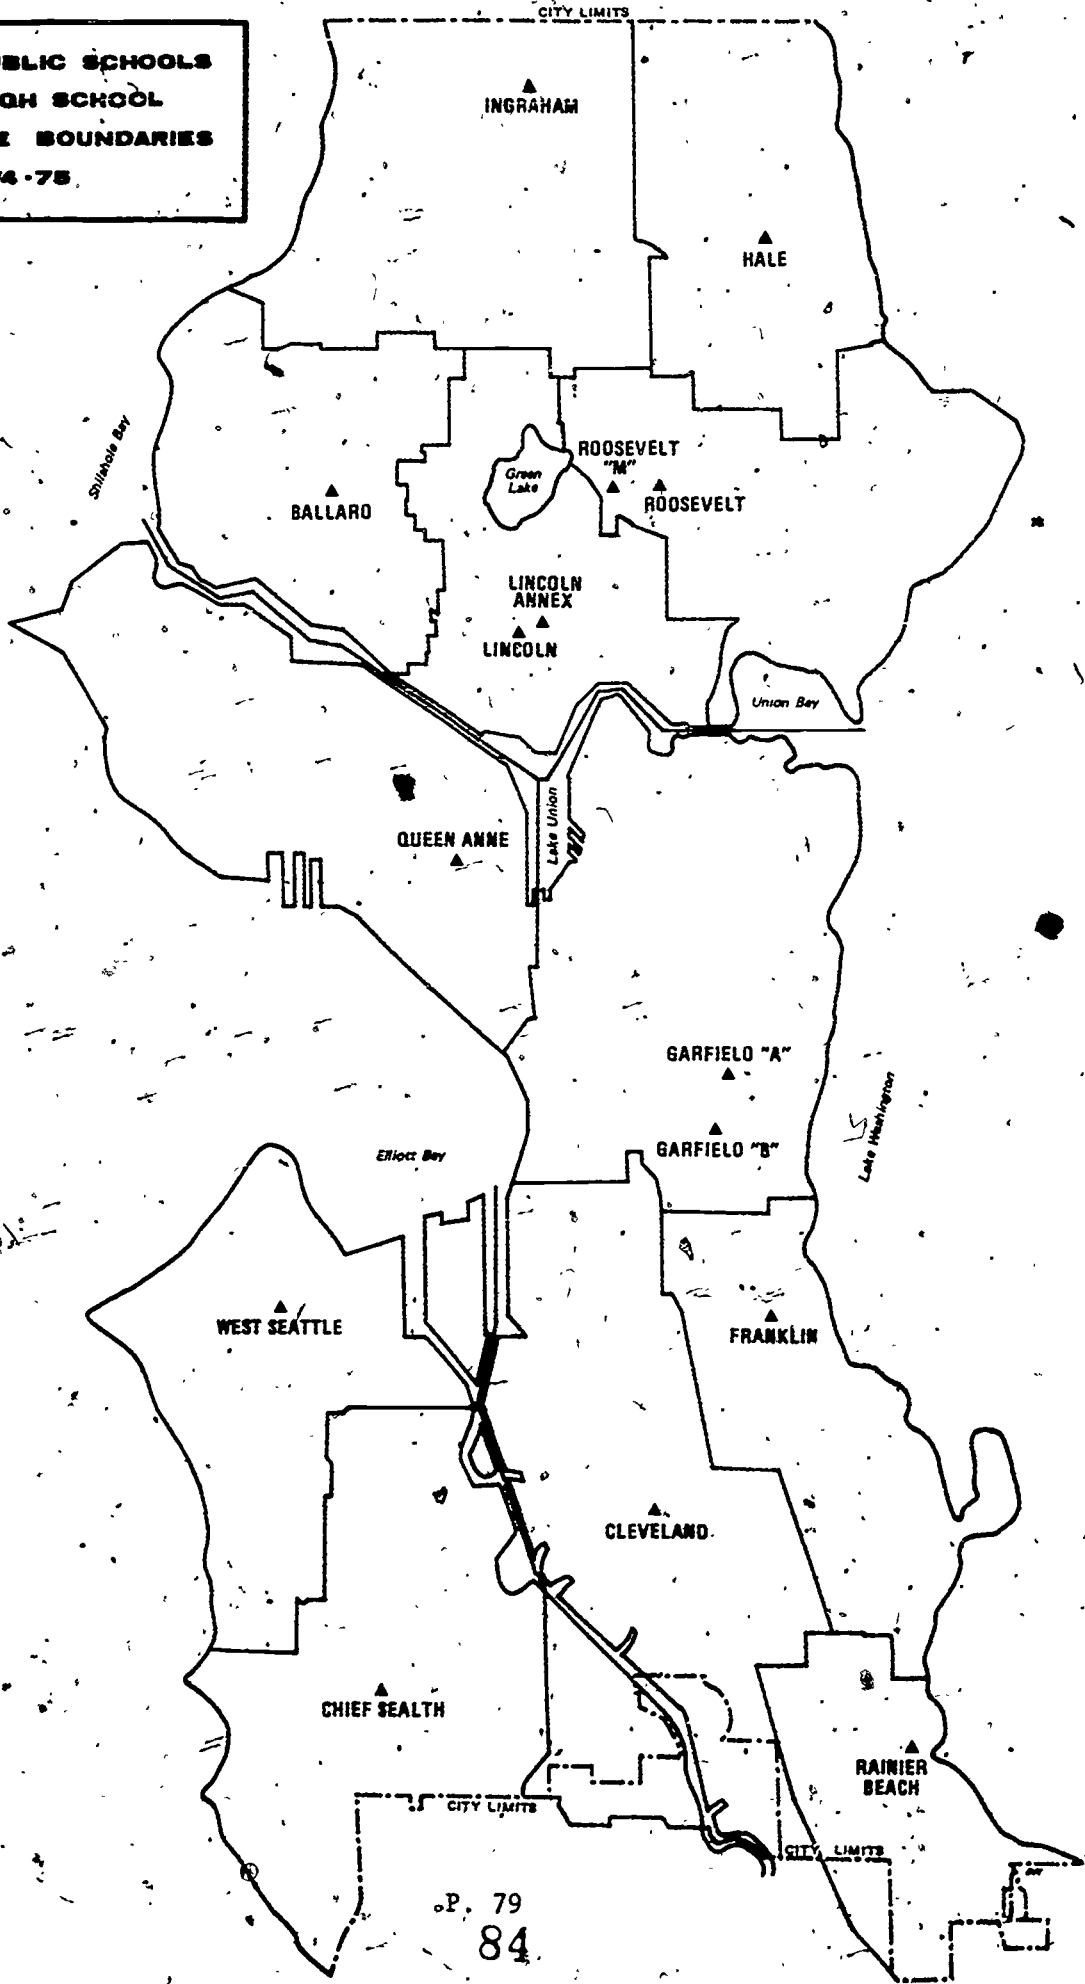 BLIC SCHOOLS
GH SCHOOL
E BOUNDARIES
4-75
CITY LIMITS
INGRAHAM
HALE
Shilshole Bay
BALLARD
Green
Lake
ROOSEVELT
"M"
ROOSEVELT
LINCOLN
ANNEX
LINCOLN
Union Bay
QUEEN ANNE
Lake Union
GARFIELD "A"
GARFIELD "B"
Lake Washington
Elliott Bay
WEST SEATTLE
FRANKLIN
CLEVELAND
CHIEF SEALTH
RAINIER
BEACH
CITY LIMITS
CITY LIMITS
P. 79
84